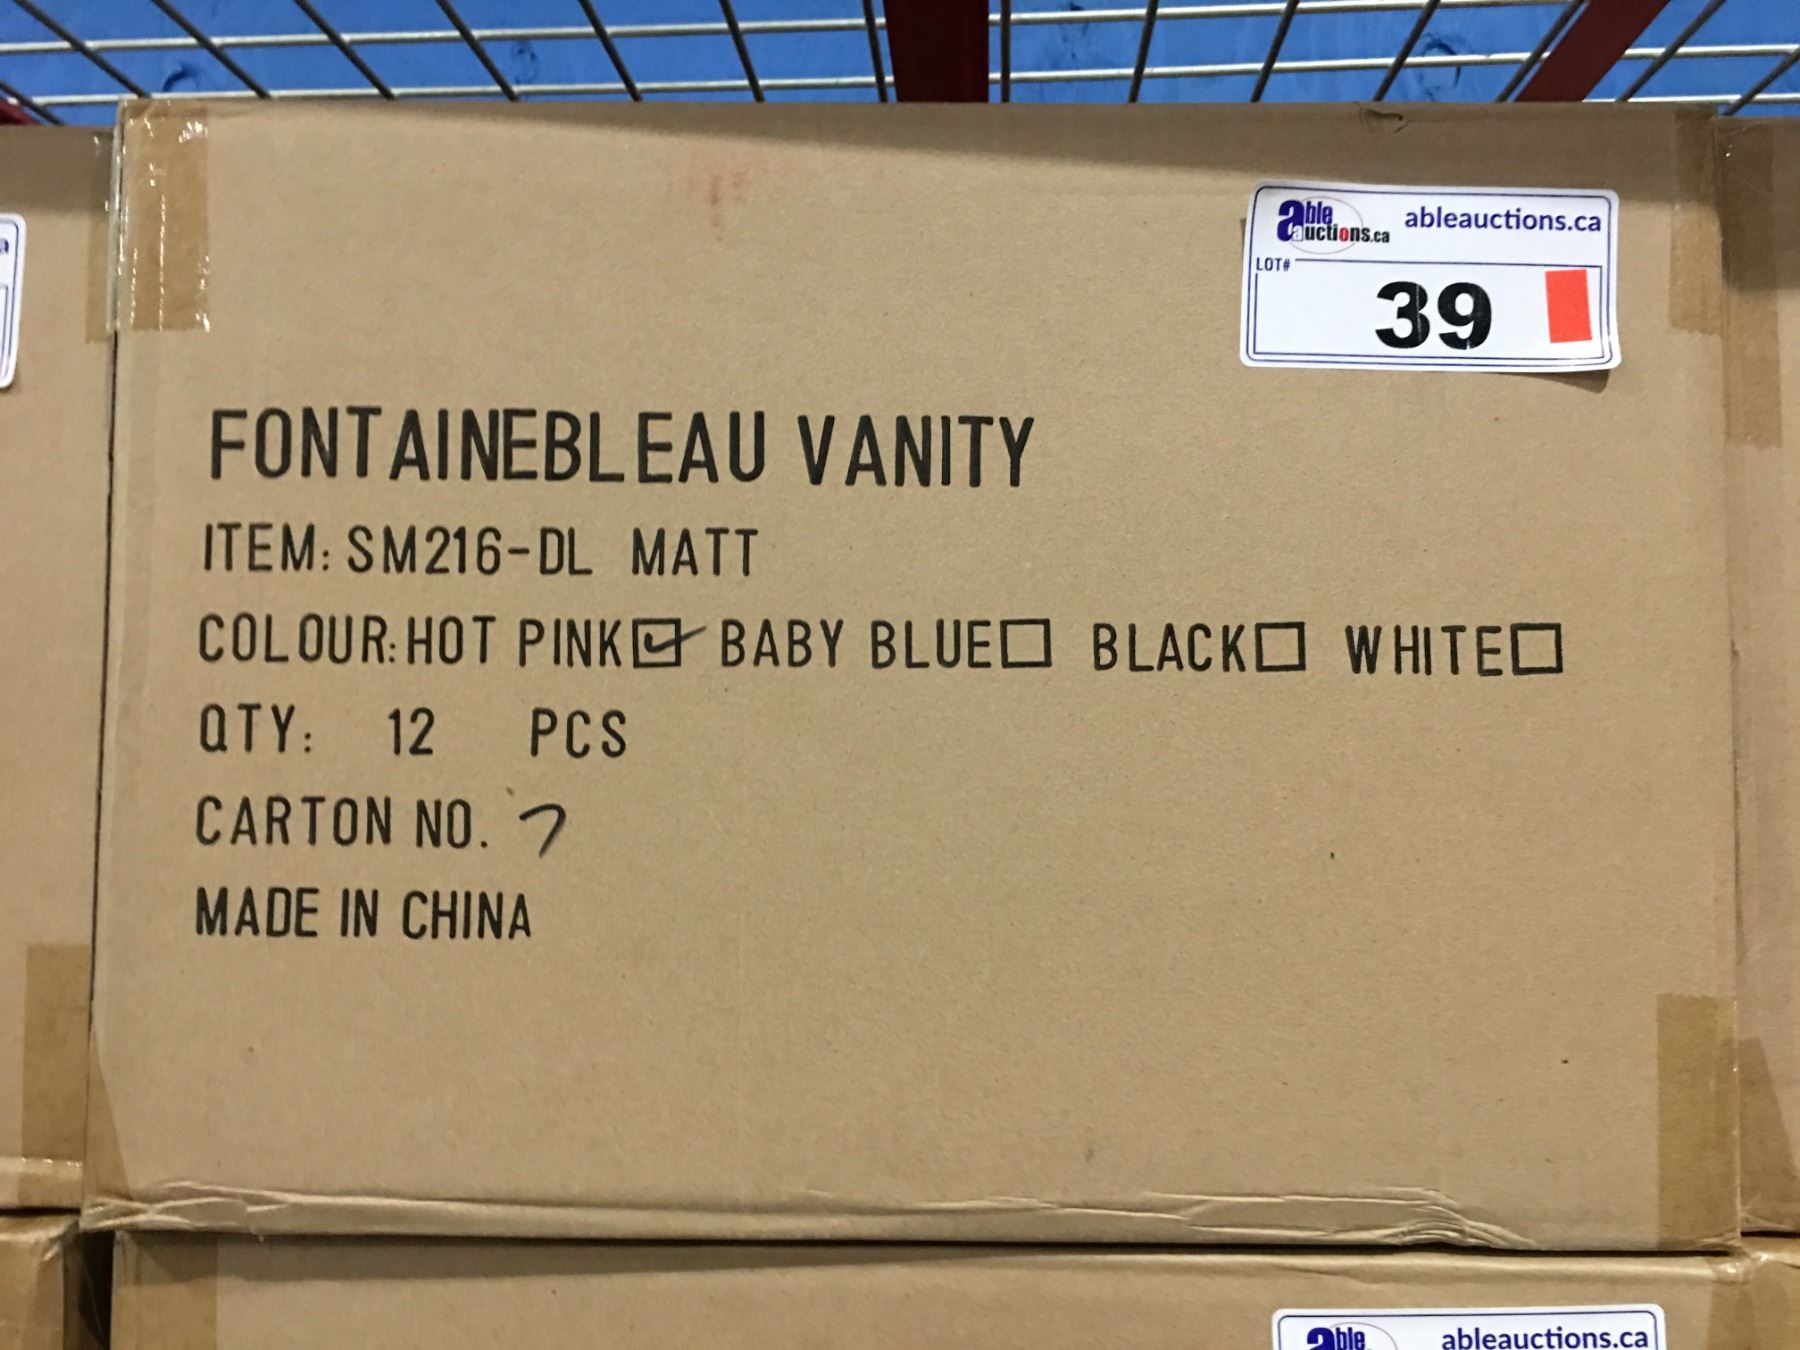 able auctions.ca ableauctions.ca
LOT#
39
FONTAINEBLEAU VANITY
ITEM: SM216-DL MATT
COLOUR: HOT PINK☑ BABY BLUE☐ BLACK☐ WHITE☐
QTY: 12 PCS
CARTON NO. 7
MADE IN CHINA
able ableauctions.ca